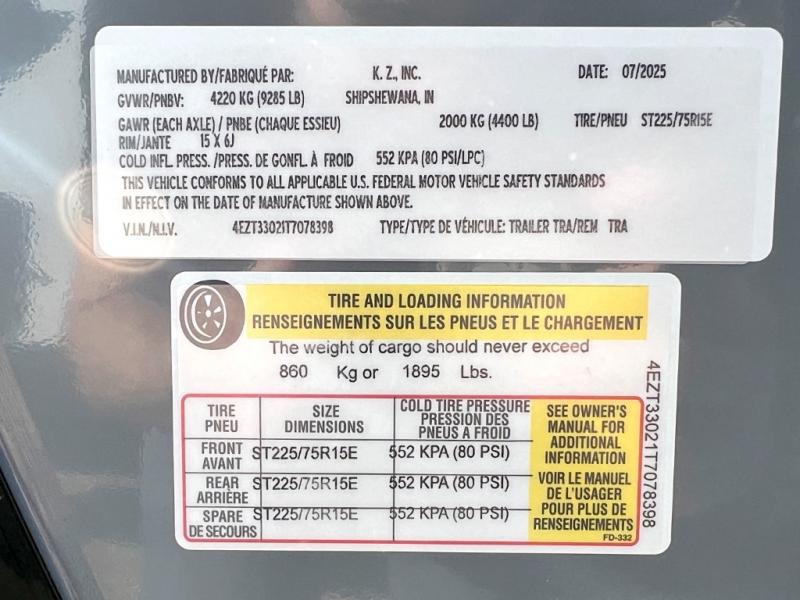 MANUFACTURED BY/FABRIQUÉ PAR: K. Z., INC. DATE: 07/2025
GVWR/PNBV: 4220 KG (9285 LB) SHIPSHEWANA, IN
GAWR (EACH AXLE) / PNBE (CHAQUE ESSIEU) 2000 KG (4400 LB) TIRE/PNEU ST225/75R15E
RIM/JANTE 15 X 6J
COLD INFL. PRESS. /PRESS. DE GONFL. À FROID 552 KPA (80 PSI/LPC)
THIS VEHICLE CONFORMS TO ALL APPLICABLE U.S. FEDERAL MOTOR VEHICLE SAFETY STANDARDS
IN EFFECT ON THE DATE OF MANUFACTURE SHOWN ABOVE.
V.I.N./N.I.V. 4EZT33021T7078398 TYPE/TYPE DE VÉHICULE: TRAILER TRA/REM TRA
TIRE AND LOADING INFORMATION
RENSEIGNEMENTS SUR LES PNEUS ET LE CHARGEMENT
The weight of cargo should never exceed
860 Kg or 1895 Lbs.
TIRE
PNEU
SIZE
DIMENSIONS
COLD TIRE PRESSURE
PRESSION DES
PNEUS A FROID
FRONT
AVANT
ST225/75R15E
552 KPA (80 PSI)
REAR
ARRIÈRE
ST225/75R15E
552 KPA (80 PSI)
SPARE
DE SECOURS
ST225/75R15E
552 KPA (80 PSI)
SEE OWNER'S
MANUAL FOR
ADDITIONAL
INFORMATION
VOIR LE MANUEL
DE L'USAGER
POUR PLUS DE
RENSEIGNEMENTS
FD-332
4EZT33021T7078398